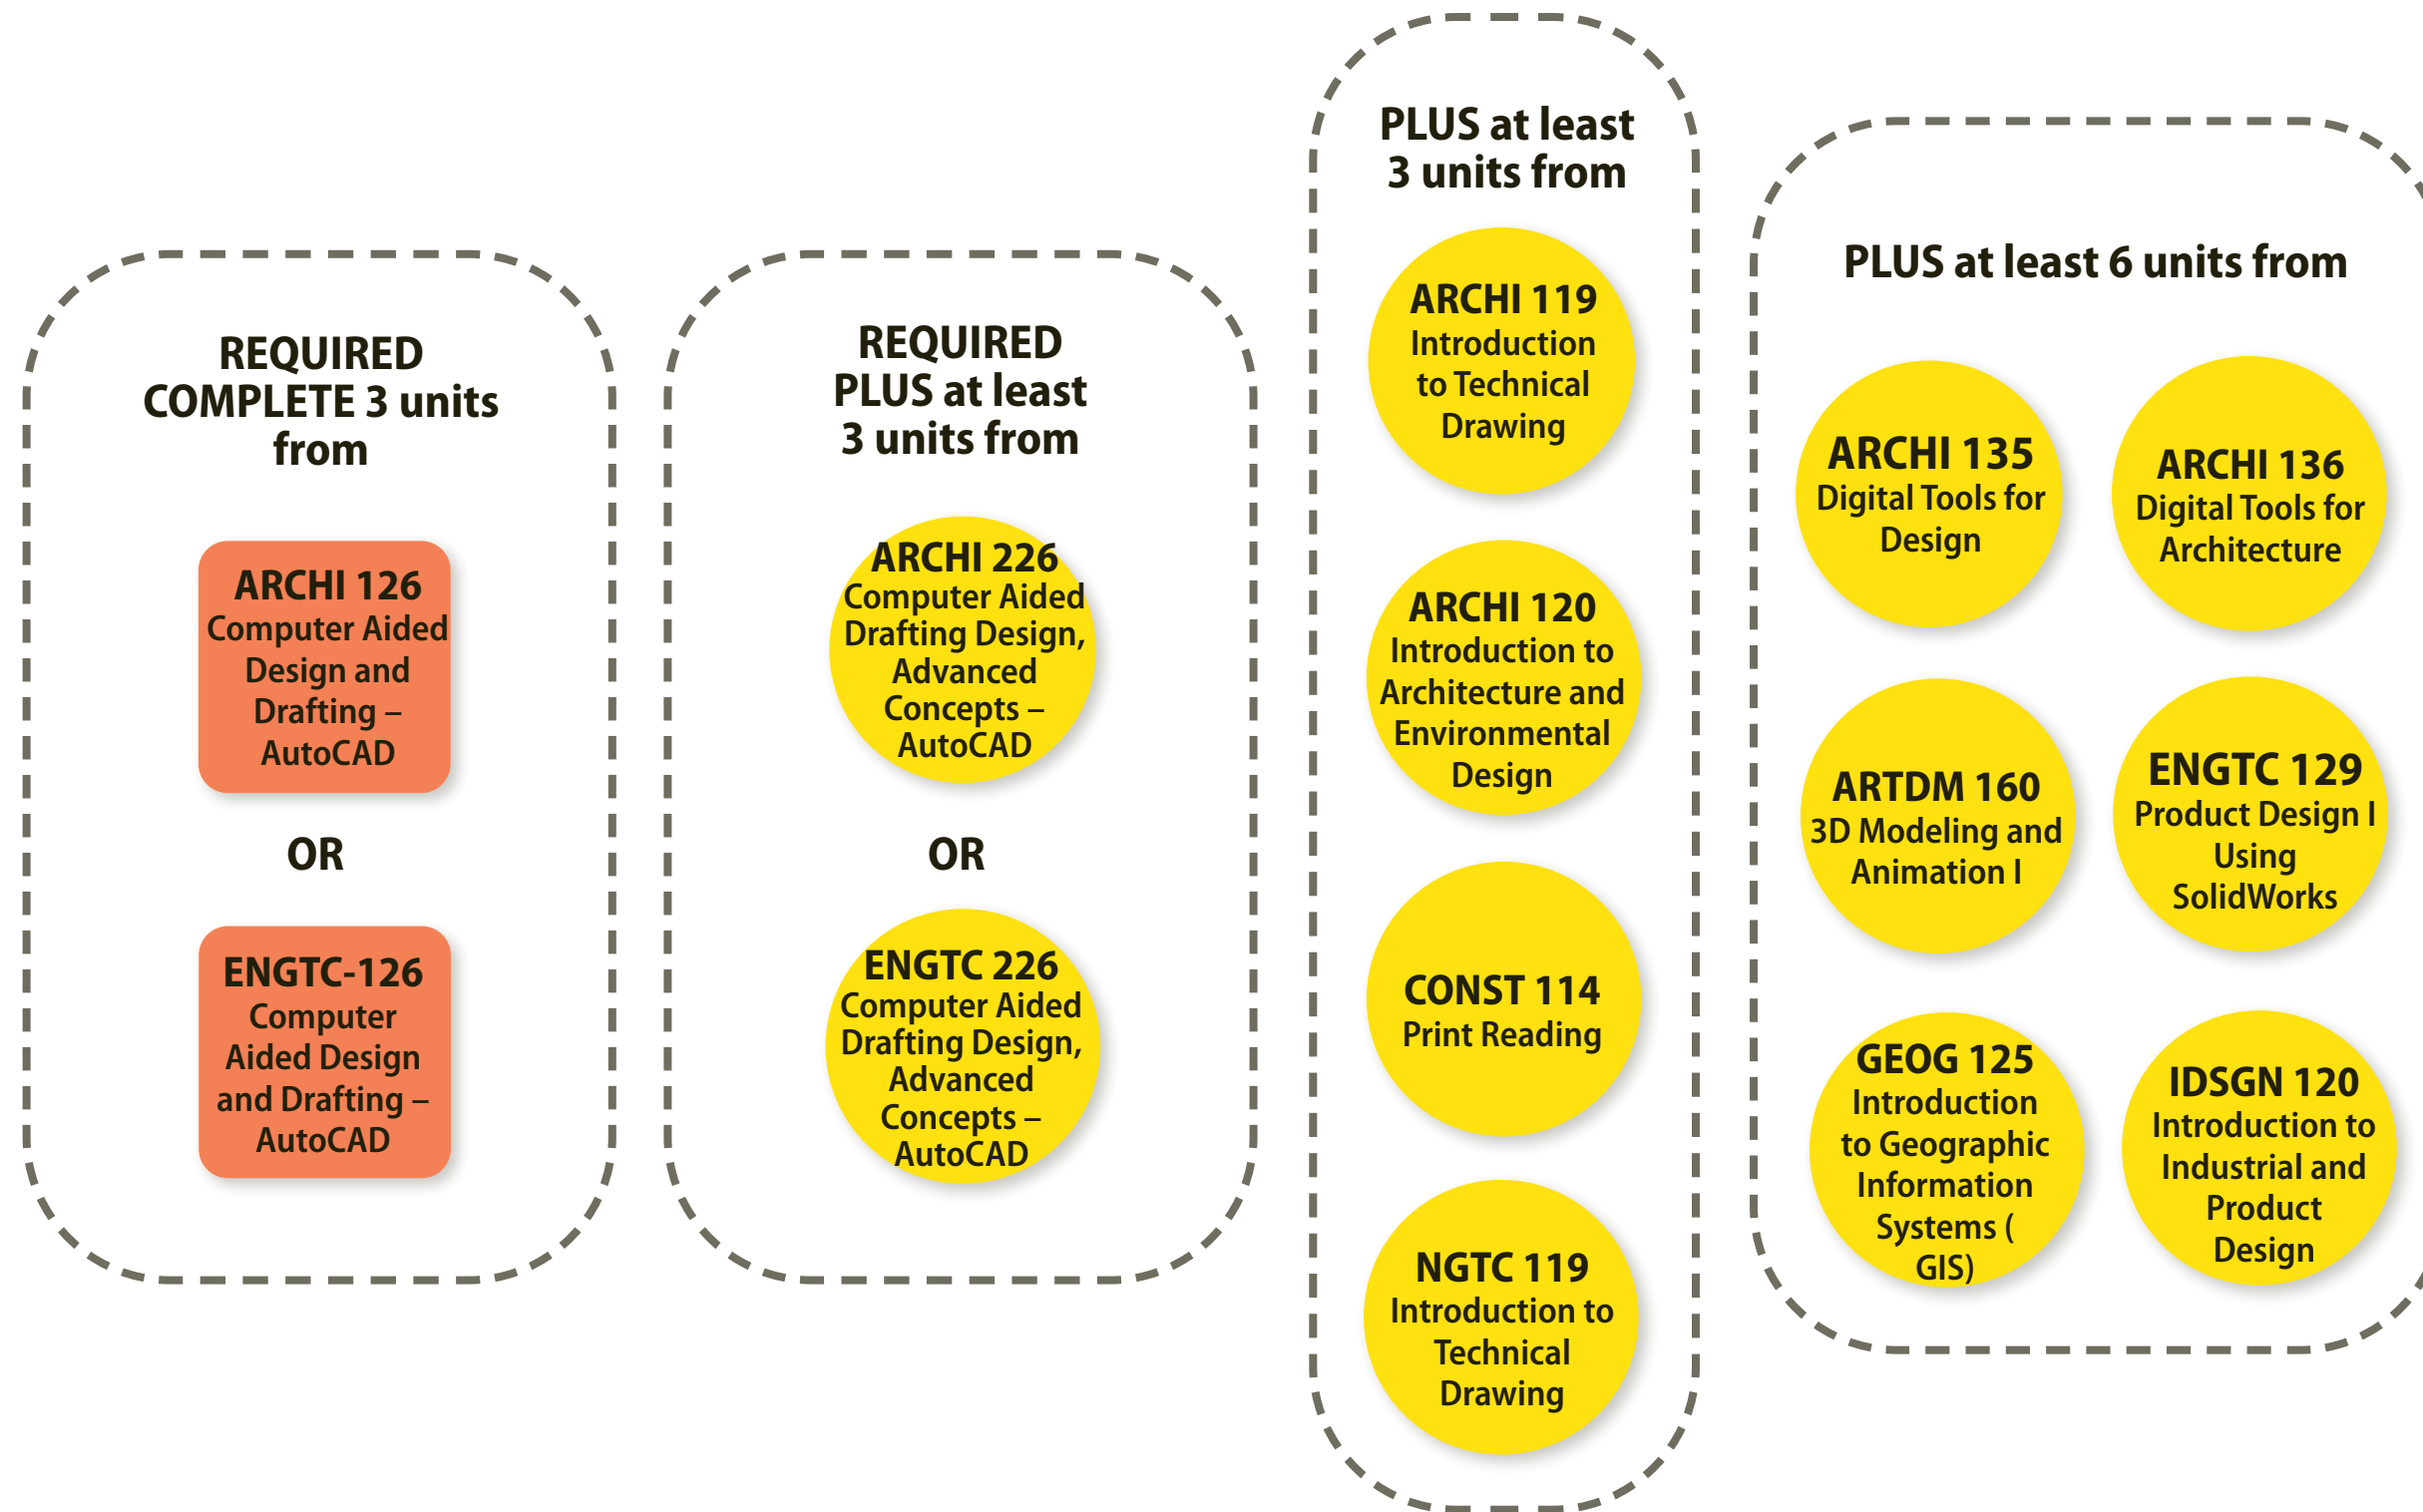 REQUIRED
COMPLETE 3 units
from
ARCHI 126
Computer Aided
Design and
Drafting –
AutoCAD
OR
ENGTC-126
Computer
Aided Design
and Drafting –
AutoCAD
REQUIRED
PLUS at least
3 units from
ARCHI 226
Computer Aided
Drafting Design,
Advanced
Concepts –
AutoCAD
OR
ENGTC 226
Computer Aided
Drafting Design,
Advanced
Concepts –
AutoCAD
PLUS at least
3 units from
ARCHI 119
Introduction
to Technical
Drawing
ARCHI 120
Introduction to
Architecture and
Environmental
Design
CONST 114
Print Reading
NGTC 119
Introduction to
Technical
Drawing
PLUS at least 6 units from
ARCHI 135
Digital Tools for
Design
ARCHI 136
Digital Tools for
Architecture
ARTDM 160
3D Modeling and
Animation I
ENGTC 129
Product Design I
Using
SolidWorks
GEOG 125
Introduction
to Geographic
Information
Systems (
GIS)
IDSGN 120
Introduction to
Industrial and
Product
Design